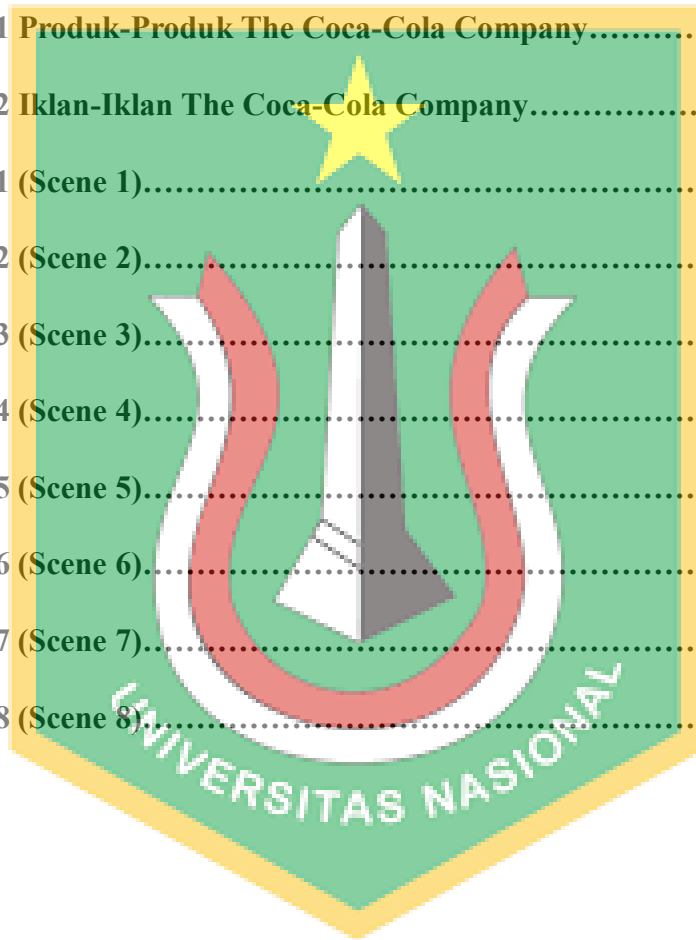 1 Produk-Produk The Coca-Cola Company..........
2 Iklan-Iklan The Coca-Cola Company................
1 (Scene 1)......................................................
2 (Scene 2)......................................................
3 (Scene 3)......................................................
4 (Scene 4)......................................................
5 (Scene 5)......................................................
6 (Scene 6)......................................................
7 (Scene 7)......................................................
8 (Scene 8)......................................................
UNIVERSITAS NASIONAL